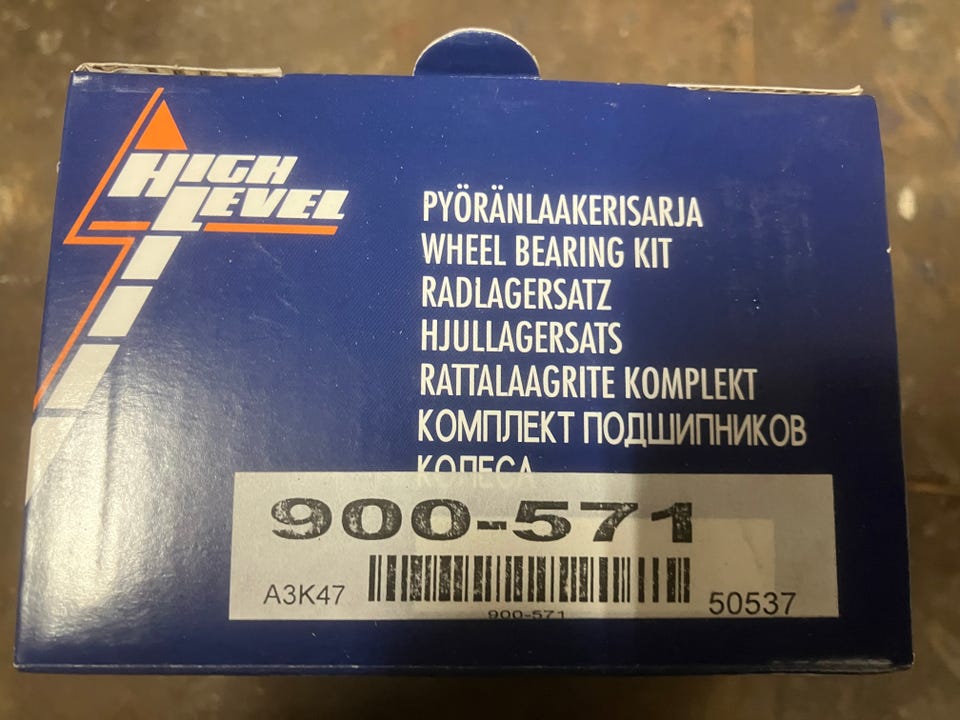 HIGH
LEVEL
PYÖRÄNLAAKERISARJA
WHEEL BEARING KIT
RADLAGERSATZ
HJULLAGERSATS
RATTALAAGRITE KOMPLEKT
КОМПЛЕКТ ПОДШИПНИКОВ
КОЛЕСА
900-571
A3K47
900-571
50537